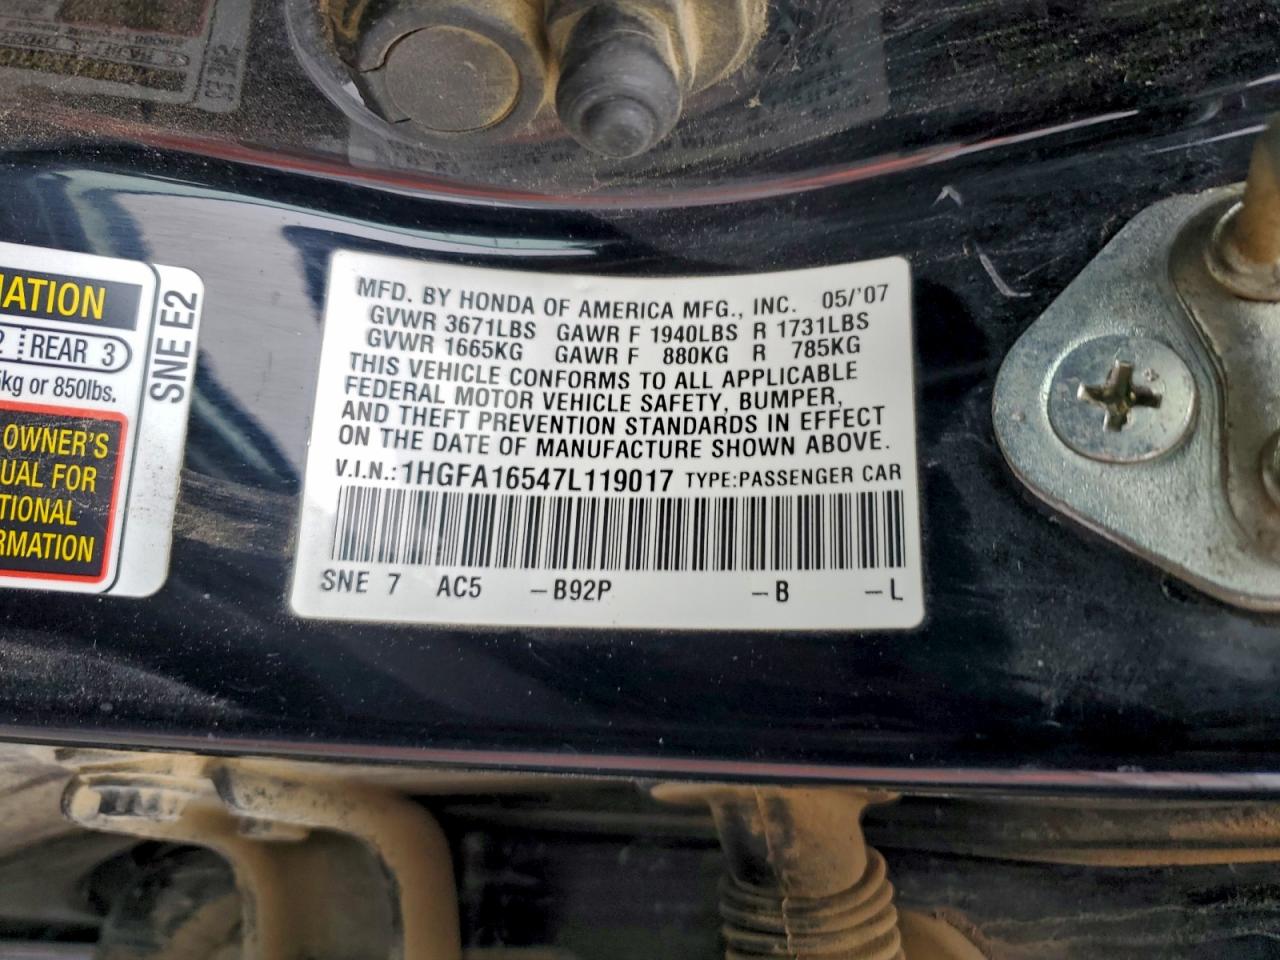 MATION
2 REAR 3
5kg or 850lbs.
OWNER'S
UAL FOR
TIONAL
RMATION
SNE E2
MFD. BY HONDA OF AMERICA MFG., INC. 05/'07
GVWR 3671LBS GAWR F 1940LBS R 1731LBS
GVWR 1665KG GAWR F 880KG R 785KG
THIS VEHICLE CONFORMS TO ALL APPLICABLE
FEDERAL MOTOR VEHICLE SAFETY, BUMPER,
AND THEFT PREVENTION STANDARDS IN EFFECT
ON THE DATE OF MANUFACTURE SHOWN ABOVE.
V.I.N.: 1HGFA16547L119017 TYPE:PASSENGER CAR
SNE 7 AC5 -B92P -B -L